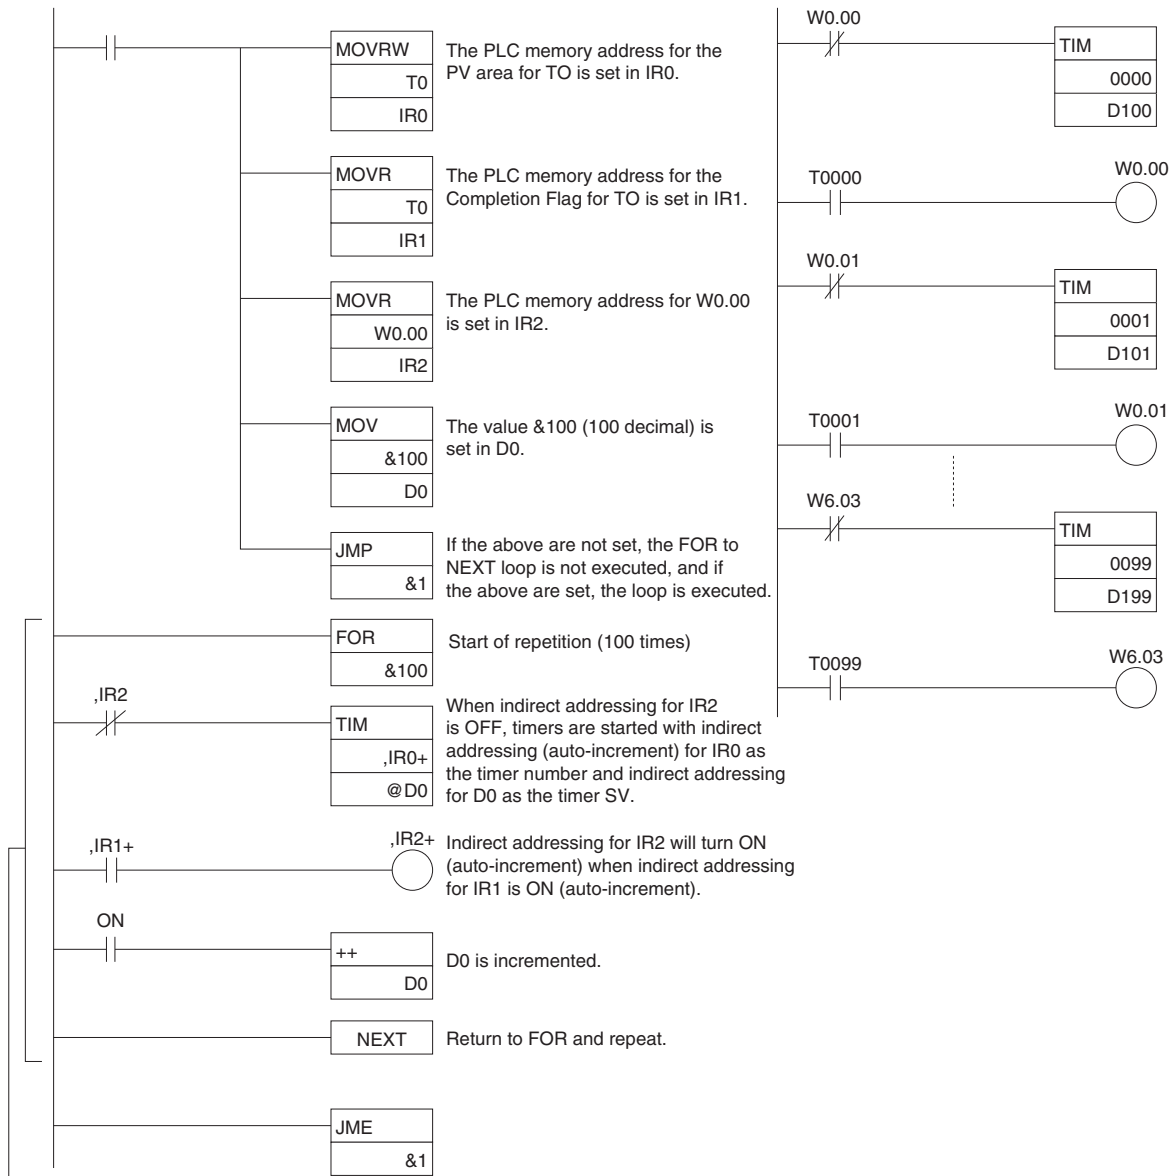 MOVRW
T0
IR0
The PLC memory address for the
PV area for TO is set in IR0.
MOVR
T0
IR1
The PLC memory address for the
Completion Flag for TO is set in IR1.
MOVR
W0.00
IR2
The PLC memory address for W0.00
is set in IR2.
MOV
&100
D0
The value &100 (100 decimal) is
set in D0.
JMP
&1
If the above are not set, the FOR to
NEXT loop is not executed, and if
the above are set, the loop is executed.
FOR
&100
Start of repetition (100 times)
,IR2
TIM
,IR0+
@D0
When indirect addressing for IR2
is OFF, timers are started with indirect
addressing (auto-increment) for IR0 as
the timer number and indirect addressing
for D0 as the timer SV.
,IR1+
,IR2+
Indirect addressing for IR2 will turn ON
(auto-increment) when indirect addressing
for IR1 is ON (auto-increment).
ON
++
D0
D0 is incremented.
NEXT
Return to FOR and repeat.
JME
&1
W0.00
TIM
0000
D100
T0000
W0.00
W0.01
TIM
0001
D101
T0001
W0.01
W6.03
TIM
0099
D199
T0099
W6.03